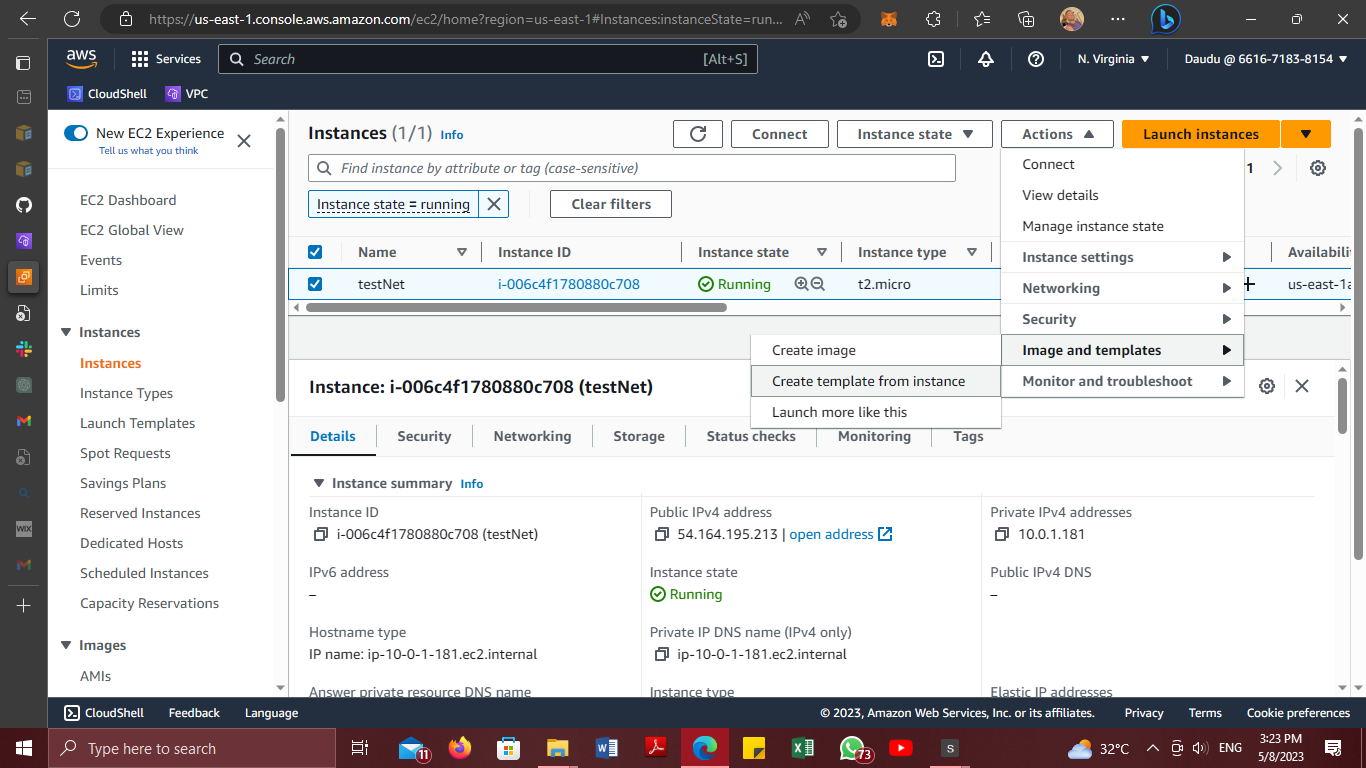 https://us-east-1.console.aws.amazon.com/ec2/home?region=us-east-1#Instances:instanceState=run...
aws
Services
Search
[Alt+S]
N. Virginia
Daudu @ 6616-7183-8154
CloudShell
VPC
New EC2 Experience
Tell us what you think
EC2 Dashboard
EC2 Global View
Events
Limits
Instances
Instances
Instance Types
Launch Templates
Spot Requests
Savings Plans
Reserved Instances
Dedicated Hosts
Scheduled Instances
Capacity Reservations
Images
AMIs
WIX
Instances (1/1) Info
Connect
Instance state
Actions
Launch instances
Find instance by attribute or tag (case-sensitive)
1
Instance state = running
Clear filters
Name
Instance ID
Instance state
Instance type
Availabili
testNet
i-006c4f1780880c708
Running
t2.micro
us-east-1a
Connect
View details
Manage instance state
Instance settings
Networking
Security
Image and templates
Monitor and troubleshoot
Create image
Create template from instance
Launch more like this
Instance: i-006c4f1780880c708 (testNet)
Details
Security
Networking
Storage
Status checks
Monitoring
Tags
Instance summary Info
Instance ID
i-006c4f1780880c708 (testNet)
Public IPv4 address
54.164.195.213 | open address
Private IPv4 addresses
10.0.1.181
IPv6 address
–
Instance state
Running
Public IPv4 DNS
–
Hostname type
IP name: ip-10-0-1-181.ec2.internal
Private IP DNS name (IPv4 only)
ip-10-0-1-181.ec2.internal
Answer private resource DNS name
Instance type
Elastic IP addresses
CloudShell
Feedback
Language
© 2023, Amazon Web Services, Inc. or its affiliates.
Privacy
Terms
Cookie preferences
Type here to search
11
73
S
32°C
ENG
3:23 PM
5/8/2023